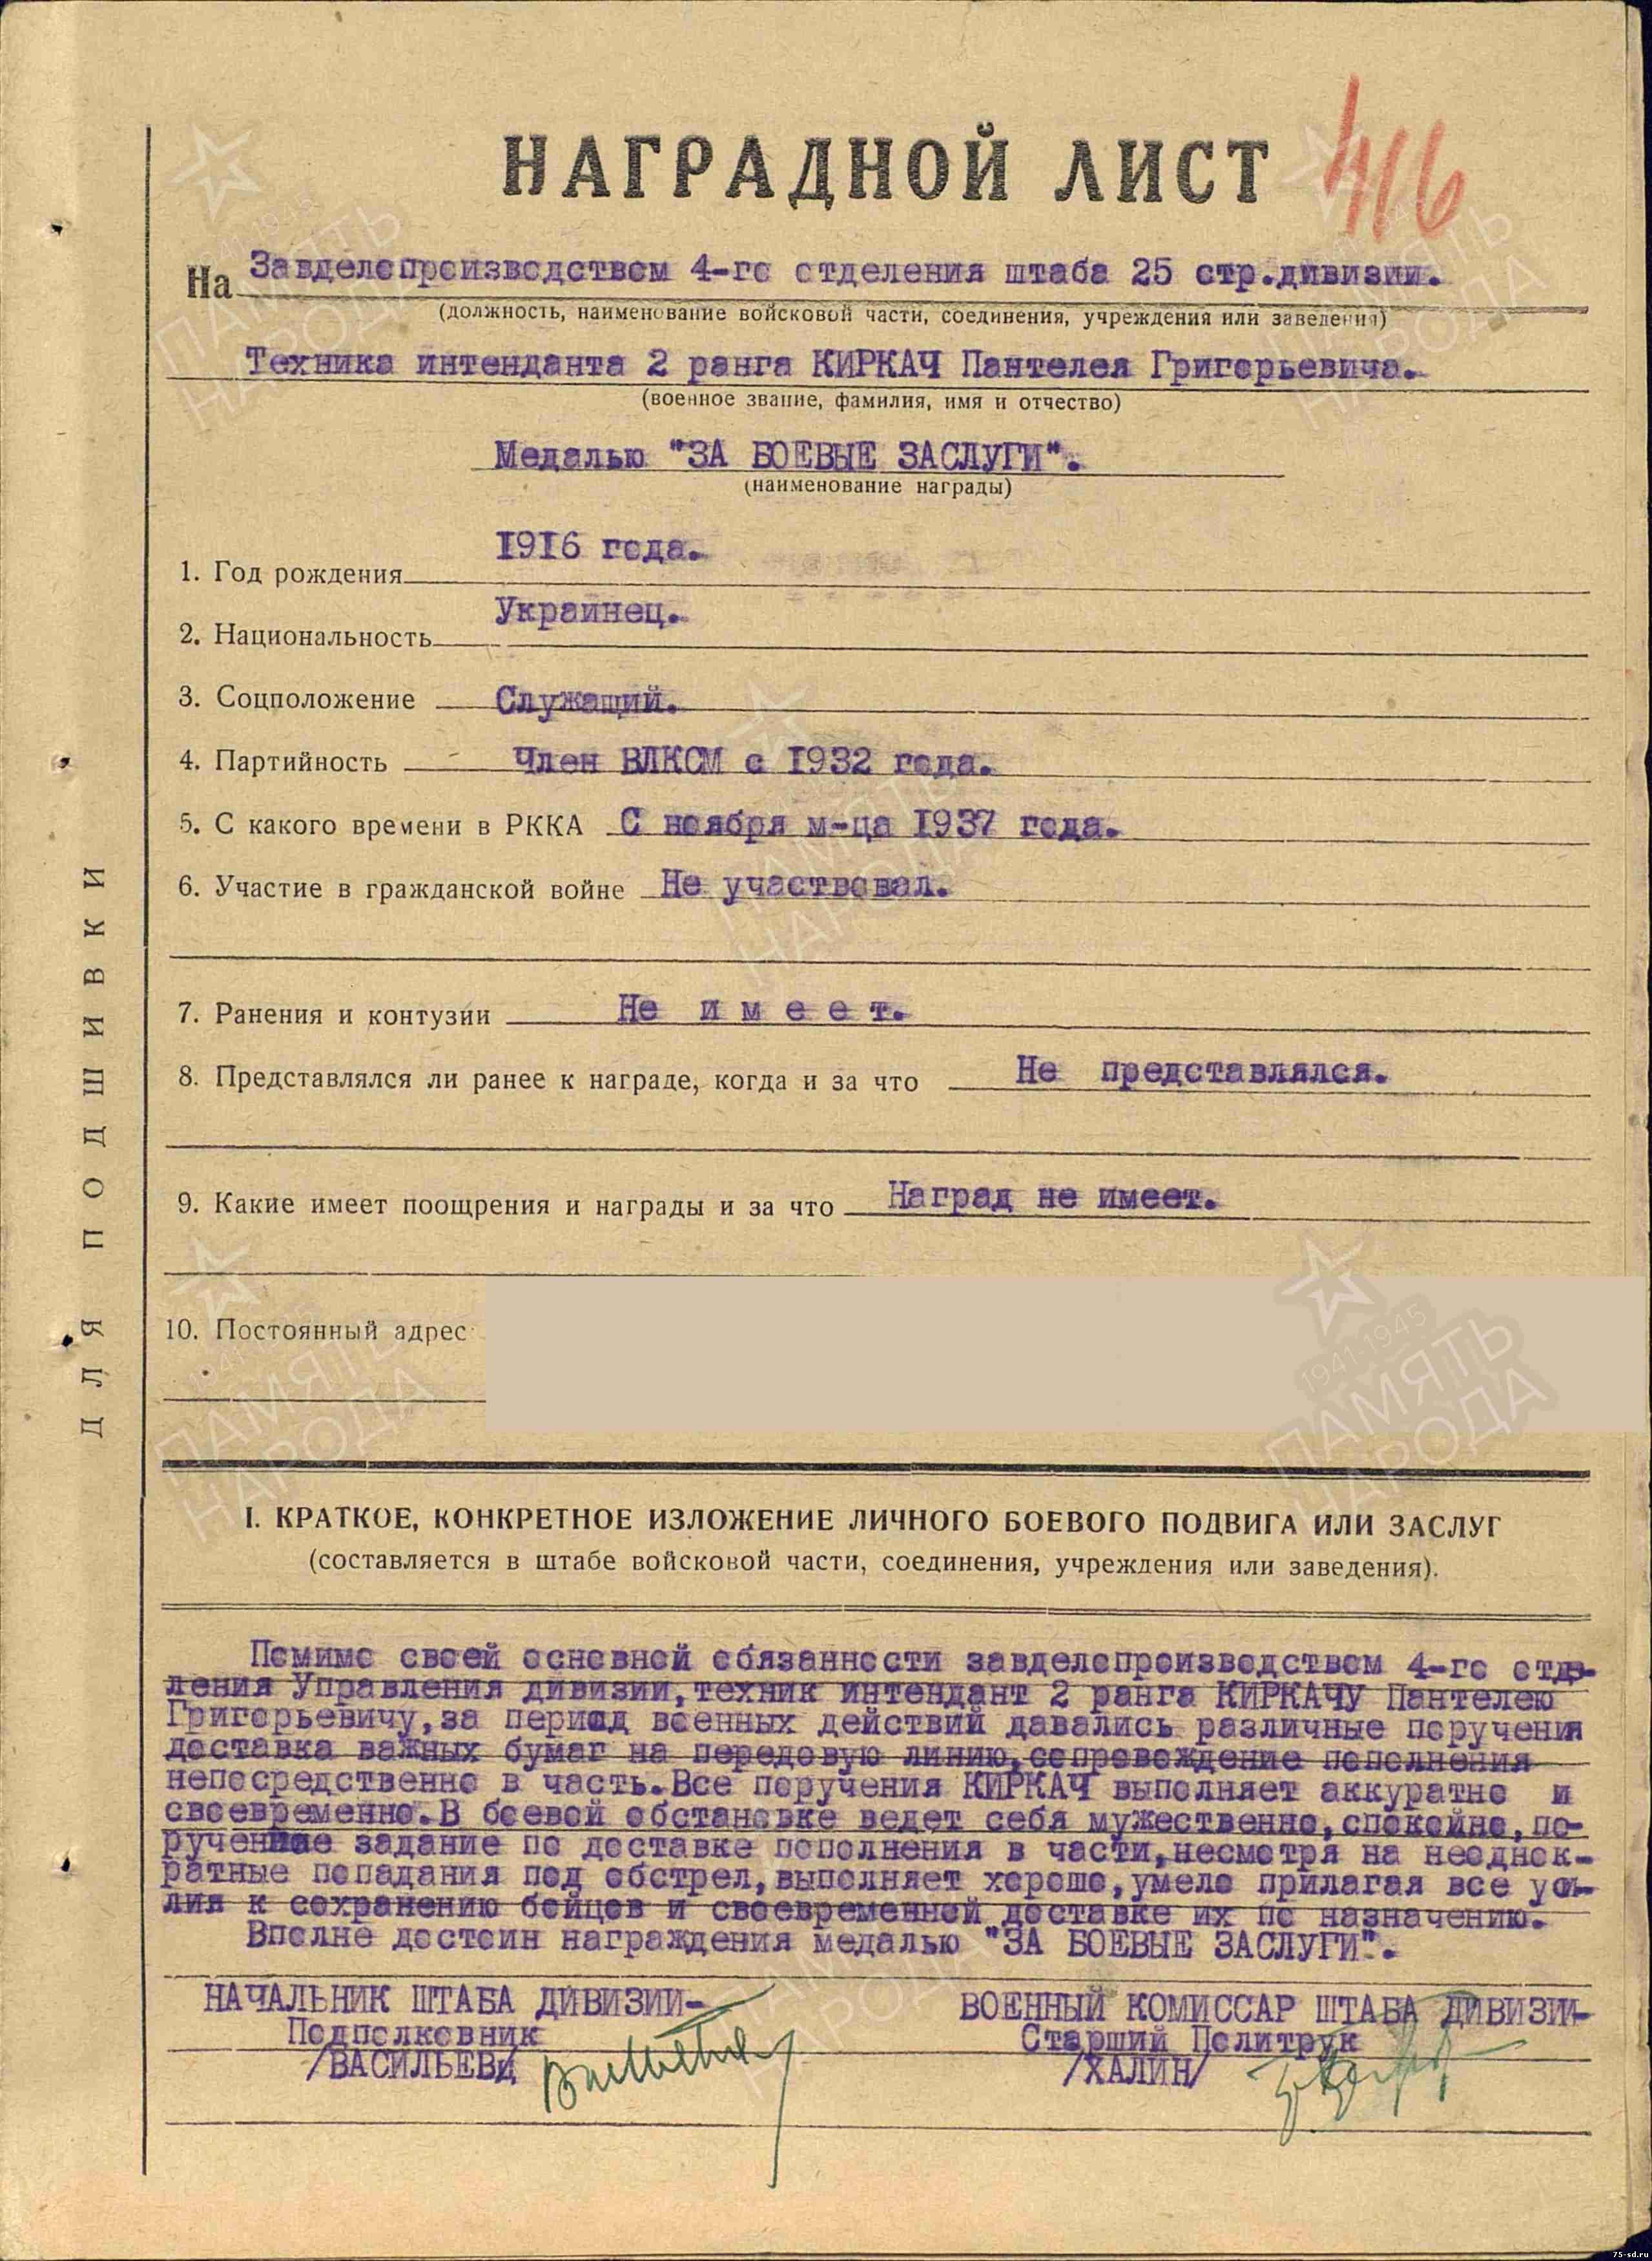 НАГРАДНОЙ ЛИСТ
416
На Завделопроизводством 4-го отделения штаба 25 стр.дивизии.
(должность, наименование войсковой части, соединения, учреждения или заведения)
Техника интенданта 2 ранга КИРКАЧ Пантелея Григорьевича.
(военное звание, фамилия, имя и отчество)
Медалью "ЗА БОЕВЫЕ ЗАСЛУГИ".
(наименование награды)
1. Год рождения 1916 года.
2. Национальность Украинец.
3. Соцположение Служащий.
4. Партийность Член ВЛКСМ с 1932 года.
5. С какого времени в РККА С ноября м-ца 1937 года.
6. Участие в гражданской войне Не участвовал.
7. Ранения и контузии Не имеет.
8. Представлялся ли ранее к награде, когда и за что Не представлялся.
9. Какие имеет поощрения и награды и за что Наград не имеет.
10. Постоянный адрес
ДЛЯ ПОДШИВКИ
I. КРАТКОЕ, КОНКРЕТНОЕ ИЗЛОЖЕНИЕ ЛИЧНОГО БОЕВОГО ПОДВИГА ИЛИ ЗАСЛУГ
(составляется в штабе войсковой части, соединения, учреждения или заведения).
Помимо своей основной обязанности завделопроизводством 4-го отде-
ления Управления дивизии, техник интендант 2 ранга КИРКАЧУ Пантелею
Григорьевичу, за период военных действий давались различные поручения
доставка важных бумаг на передовую линию, сопровождение пополнения
непосредственно в часть. Все поручения КИРКАЧ выполняет аккуратно и
своевременно. В боевой обстановке ведет себя мужественно, спокойно, по-
рученное задание по доставке пополнения в части, несмотря на неоднок-
ратные попадания под обстрел, выполняет хорошо, умело прилагая все уси-
лия к сохранению бойцов и своевременной доставке их по назначению.
Вполне достоин награждения медалью "ЗА БОЕВЫЕ ЗАСЛУГИ".
НАЧАЛЬНИК ШТАБА ДИВИЗИИ- ВОЕННЫЙ КОМИССАР ШТАБА ДИВИЗИИ-
Подполковник Старший Политрук
/ВАСИЛЬЕВ/ /ХАЛИН/
1941-1945
ПАМЯТЬ
НАРОДА
75-sd.ru